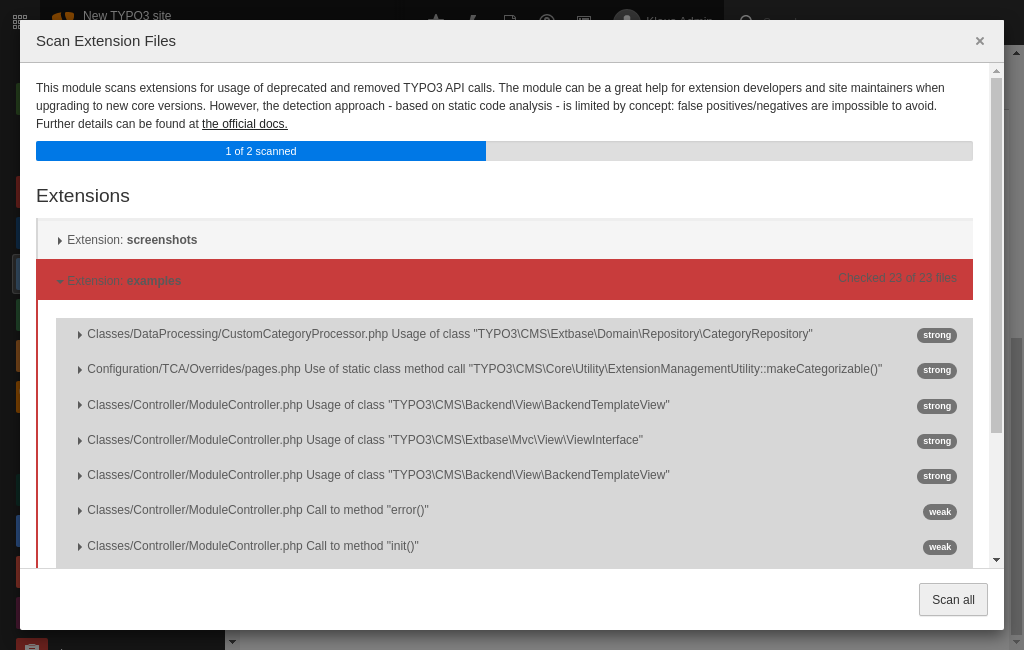 New TYPO3 site
Scan Extension Files
×
This module scans extensions for usage of deprecated and removed TYPO3 API calls. The module can be a great help for extension developers and site maintainers when
upgrading to new core versions. However, the detection approach - based on static code analysis - is limited by concept: false positives/negatives are impossible to avoid.
Further details can be found at the official docs.
1 of 2 scanned
Extensions
Extension: screenshots
Extension: examples Checked 23 of 23 files
Classes/DataProcessing/CustomCategoryProcessor.php Usage of class "TYPO3\CMS\Extbase\Domain\Repository\CategoryRepository" strong
Configuration/TCA/Overrides/pages.php Use of static class method call "TYPO3\CMS\Core\Utility\ExtensionManagementUtility::makeCategorizable()" strong
Classes/Controller/ModuleController.php Usage of class "TYPO3\CMS\Backend\View\BackendTemplateView" strong
Classes/Controller/ModuleController.php Usage of class "TYPO3\CMS\Extbase\Mvc\View\ViewInterface" strong
Classes/Controller/ModuleController.php Usage of class "TYPO3\CMS\Backend\View\BackendTemplateView" strong
Classes/Controller/ModuleController.php Call to method "error()" weak
Classes/Controller/ModuleController.php Call to method "init()" weak
Scan all